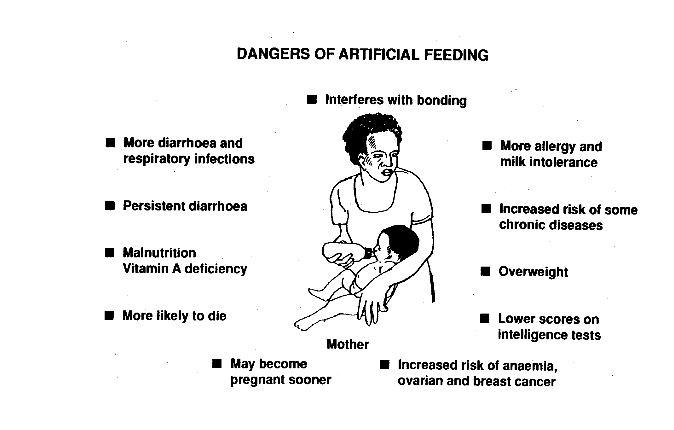 DANGERS OF ARTIFICIAL FEEDING
■ Interferes with bonding
■ More diarrhoea and
respiratory infections
■ Persistent diarrhoea
■ Malnutrition
Vitamin A deficiency
■ More likely to die
■ More allergy and
milk intolerance
■ Increased risk of some
chronic diseases
■ Overweight
■ Lower scores on
intelligence tests
Mother
■ May become
pregnant sooner
■ Increased risk of anaemia,
ovarian and breast cancer